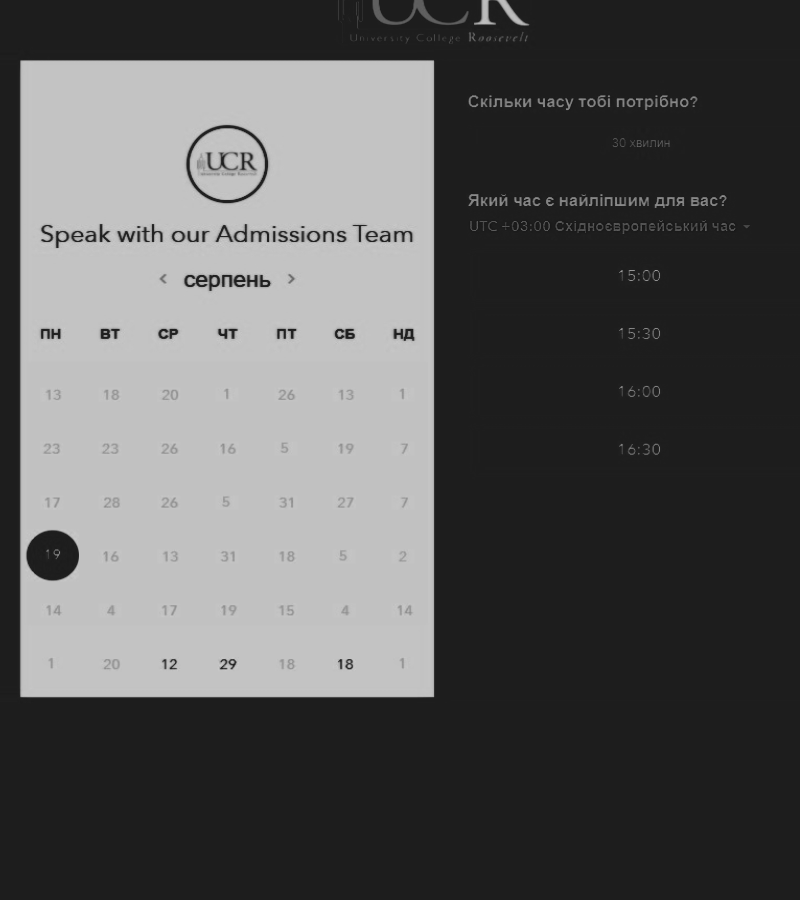 UCR
University College Roosevelt
UCR
Speak with our Admissions Team
< серпень >
ПН ВТ СР ЧТ ПТ СБ НД
13 18 20 1 26 13 1
23 23 26 16 5 19 7
17 28 26 5 31 27 7
19 16 13 31 18 5 2
14 4 17 19 15 4 14
1 20 12 29 18 18 1
Скільки часу тобі потрібно?
30 хвилин
Який час є найліпшим для вас?
UTC +03:00 Східноєвропейський час
15:00
15:30
16:00
16:30